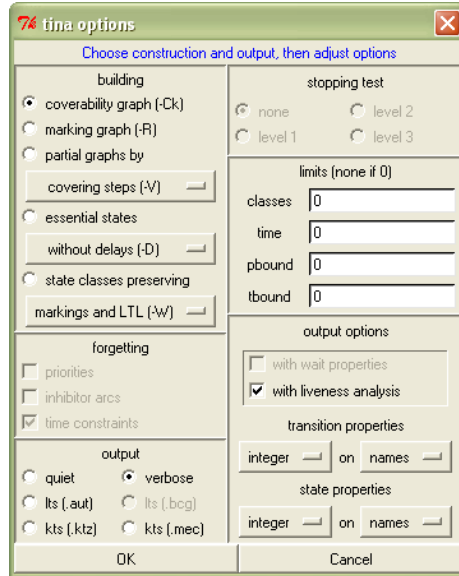 tina options
Choose construction and output, then adjust options
building
coverability graph (-Ck)
marking graph (-R)
partial graphs by
covering steps (-V)
essential states
without delays (-D)
state classes preserving
markings and LTL (-W)
forgetting
priorities
inhibitor arcs
time constraints
output
quiet verbose
lts (.aut) lts (.bcg)
kts (.ktz) kts (.mec)
stopping test
none level 2
level 1 level 3
limits (none if 0)
classes 0
time 0
pbound 0
tbound 0
output options
with wait properties
with liveness analysis
transition properties
integer on names
state properties
integer on names
OK Cancel